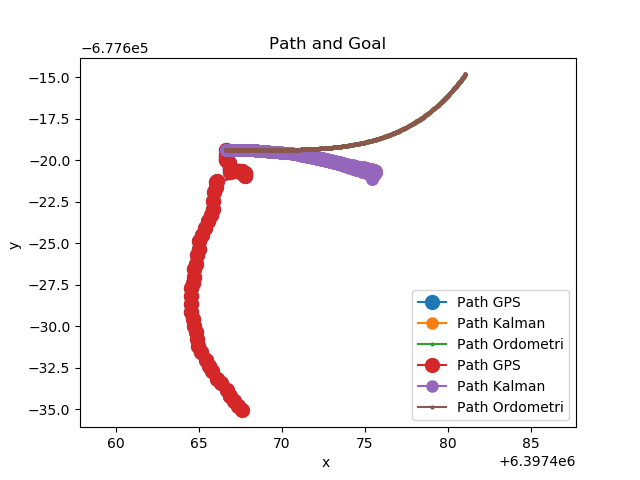 Path and Goal
−6.776e5
−15.0
−17.5
−20.0
−22.5
−25.0
−27.5
−30.0
−32.5
−35.0
y
Path GPS
Path Kalman
Path Ordometri
Path GPS
Path Kalman
Path Ordometri
60 65 70 75 80 85
x
+6.3974e6